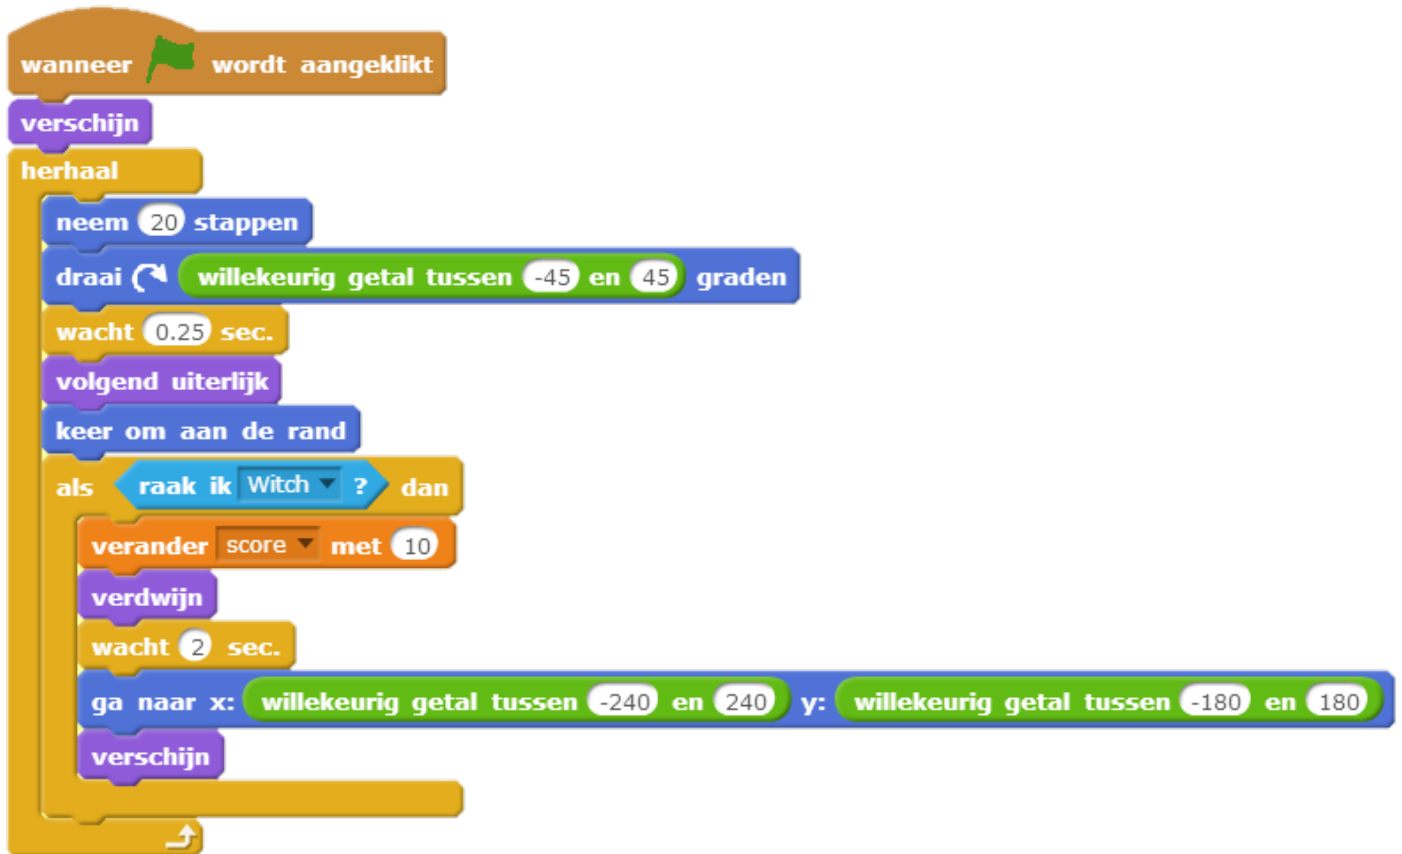 wanneer wordt aangeklikt
verschijn
herhaal
neem 20 stappen
draai willekeurig getal tussen -45 en 45 graden
wacht 0.25 sec.
volgend uiterlijk
keer om aan de rand
als raak ik Witch ? dan
verander score met 10
verdwijn
wacht 2 sec.
ga naar x: willekeurig getal tussen -240 en 240 y: willekeurig getal tussen -180 en 180
verschijn